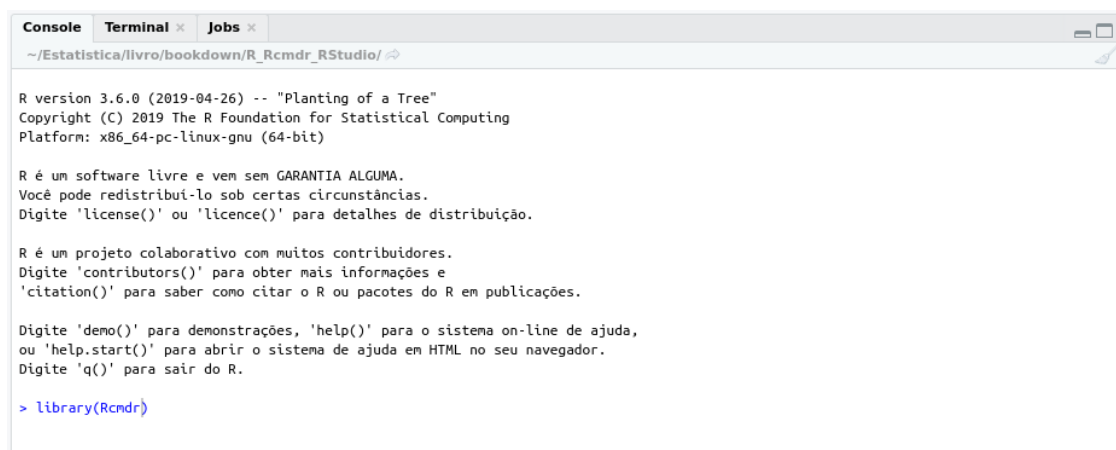 Console Terminal × Jobs ×
~/Estatistica/livro/bookdown/R_Rcmdr_RStudio/
R version 3.6.0 (2019-04-26) -- "Planting of a Tree"
Copyright (C) 2019 The R Foundation for Statistical Computing
Platform: x86_64-pc-linux-gnu (64-bit)
R é um software livre e vem sem GARANTIA ALGUMA.
Você pode redistribuí-lo sob certas circunstâncias.
Digite 'license()' ou 'licence()' para detalhes de distribuição.
R é um projeto colaborativo com muitos contribuidores.
Digite 'contributors()' para obter mais informações e
'citation()' para saber como citar o R ou pacotes do R em publicações.
Digite 'demo()' para demonstrações, 'help()' para o sistema on-line de ajuda,
ou 'help.start()' para abrir o sistema de ajuda em HTML no seu navegador.
Digite 'q()' para sair do R.
> library(Rcmdr)